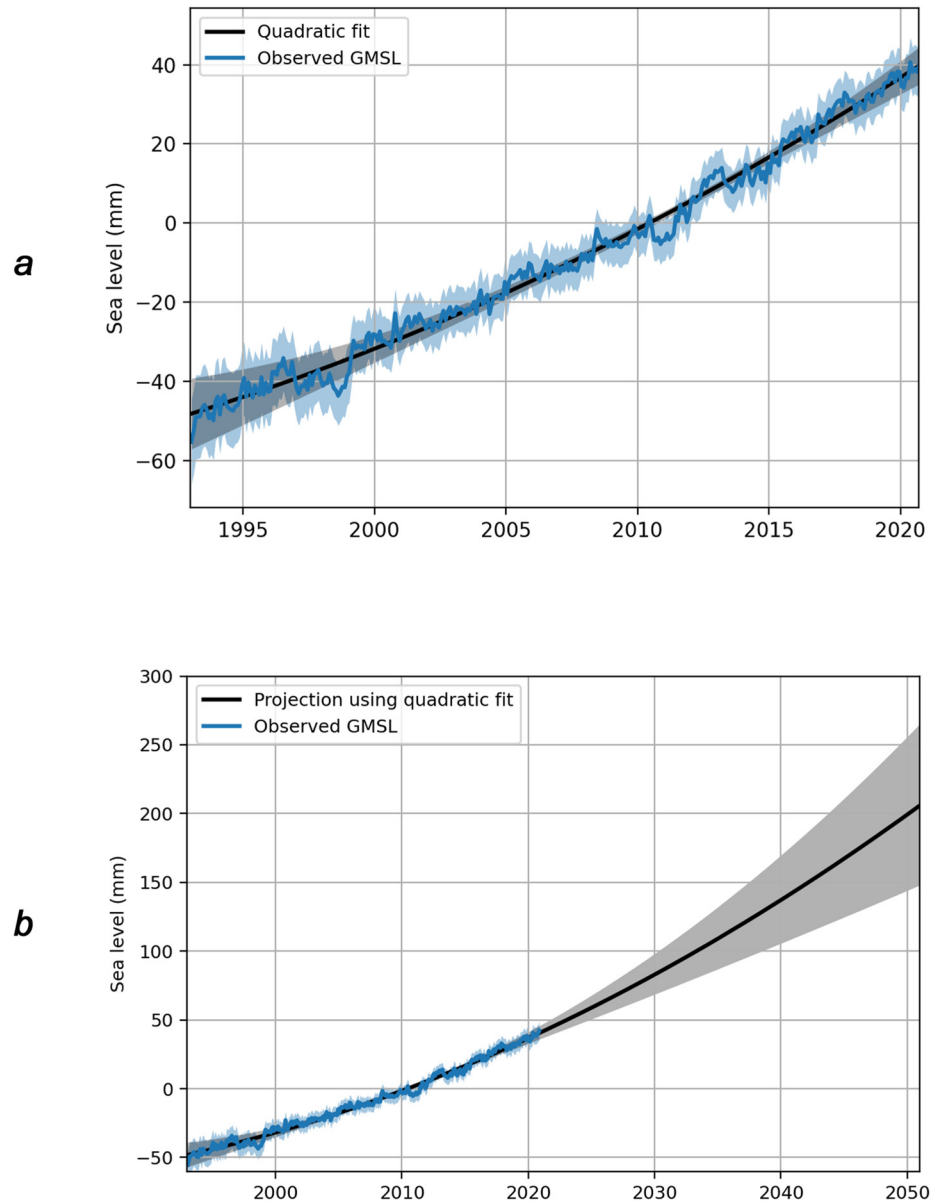 Quadratic fit
Observed GMSL
a
Sea level (mm)
40
20
0
−20
−40
−60
1995 2000 2005 2010 2015 2020
Projection using quadratic fit
Observed GMSL
b
Sea level (mm)
300
250
200
150
100
50
0
−50
2000 2010 2020 2030 2040 2050